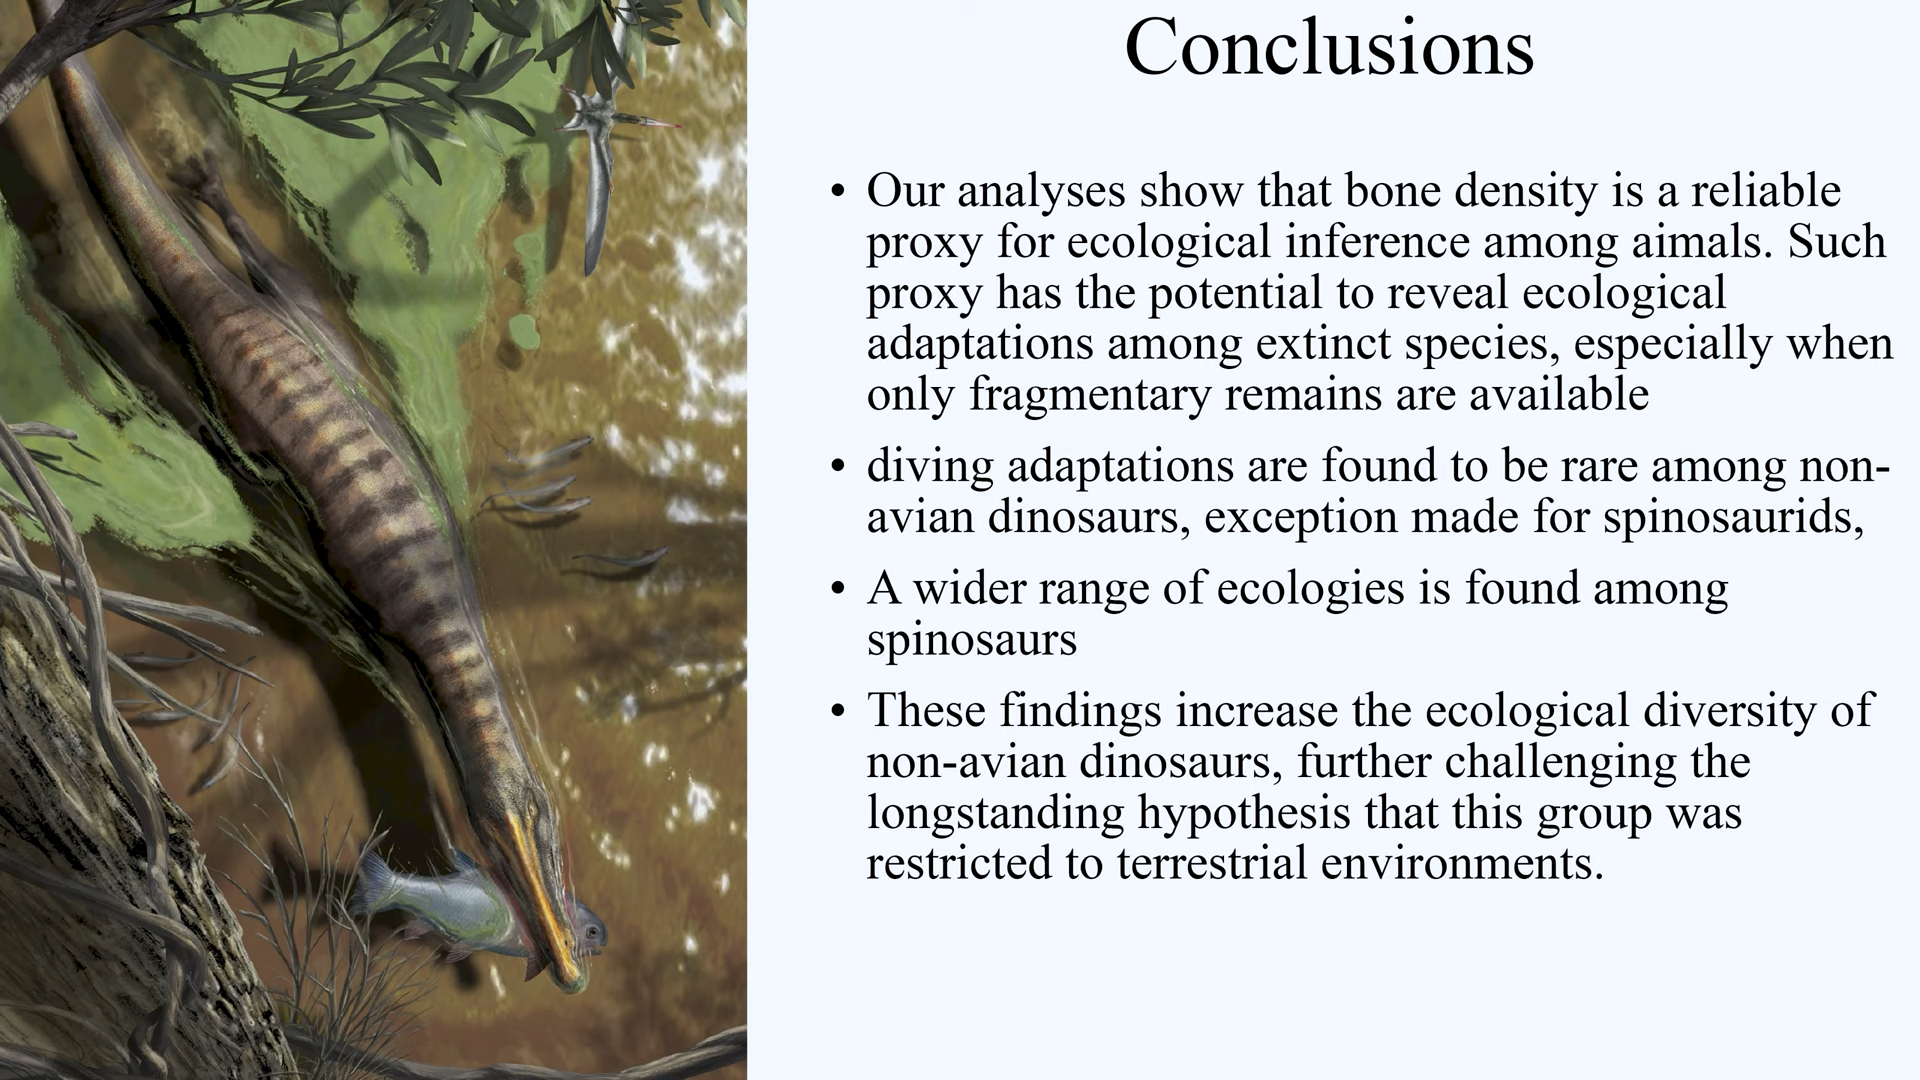 Conclusions
• Our analyses show that bone density is a reliable
proxy for ecological inference among aimals. Such
proxy has the potential to reveal ecological
adaptations among extinct species, especially when
only fragmentary remains are available
• diving adaptations are found to be rare among non-
avian dinosaurs, exception made for spinosaurids,
• A wider range of ecologies is found among
spinosaurs
• These findings increase the ecological diversity of
non-avian dinosaurs, further challenging the
longstanding hypothesis that this group was
restricted to terrestrial environments.